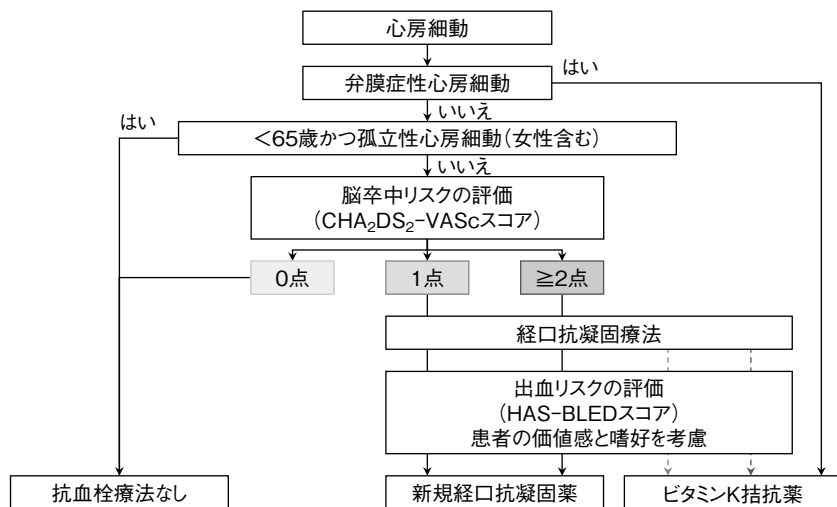 心房細動
弁膜症性心房細動
はい
いいえ
はい
<65歳かつ孤立性心房細動(女性含む)
いいえ
脳卒中リスクの評価
(CHA₂DS₂-VAScスコア)
0点
1点
≧2点
経口抗凝固療法
出血リスクの評価
(HAS-BLEDスコア)
患者の価値感と嗜好を考慮
抗血栓療法なし
新規経口抗凝固薬
ビタミンK拮抗薬